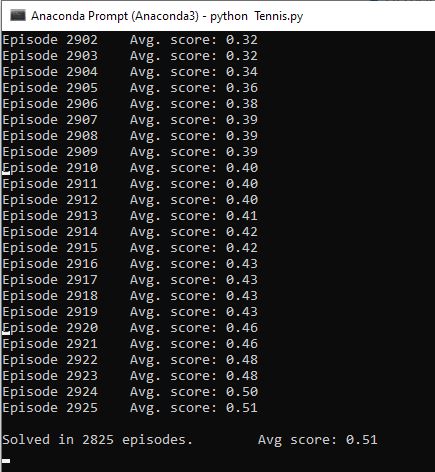 Anaconda Prompt (Anaconda3) - python  Tennis.py
Episode 2902    Avg. score: 0.32
Episode 2903    Avg. score: 0.32
Episode 2904    Avg. score: 0.34
Episode 2905    Avg. score: 0.36
Episode 2906    Avg. score: 0.38
Episode 2907    Avg. score: 0.39
Episode 2908    Avg. score: 0.39
Episode 2909    Avg. score: 0.39
Episode 2910    Avg. score: 0.40
Episode 2911    Avg. score: 0.40
Episode 2912    Avg. score: 0.40
Episode 2913    Avg. score: 0.41
Episode 2914    Avg. score: 0.42
Episode 2915    Avg. score: 0.42
Episode 2916    Avg. score: 0.43
Episode 2917    Avg. score: 0.43
Episode 2918    Avg. score: 0.43
Episode 2919    Avg. score: 0.43
Episode 2920    Avg. score: 0.46
Episode 2921    Avg. score: 0.46
Episode 2922    Avg. score: 0.48
Episode 2923    Avg. score: 0.48
Episode 2924    Avg. score: 0.50
Episode 2925    Avg. score: 0.51
Solved in 2825 episodes.        Avg score: 0.51